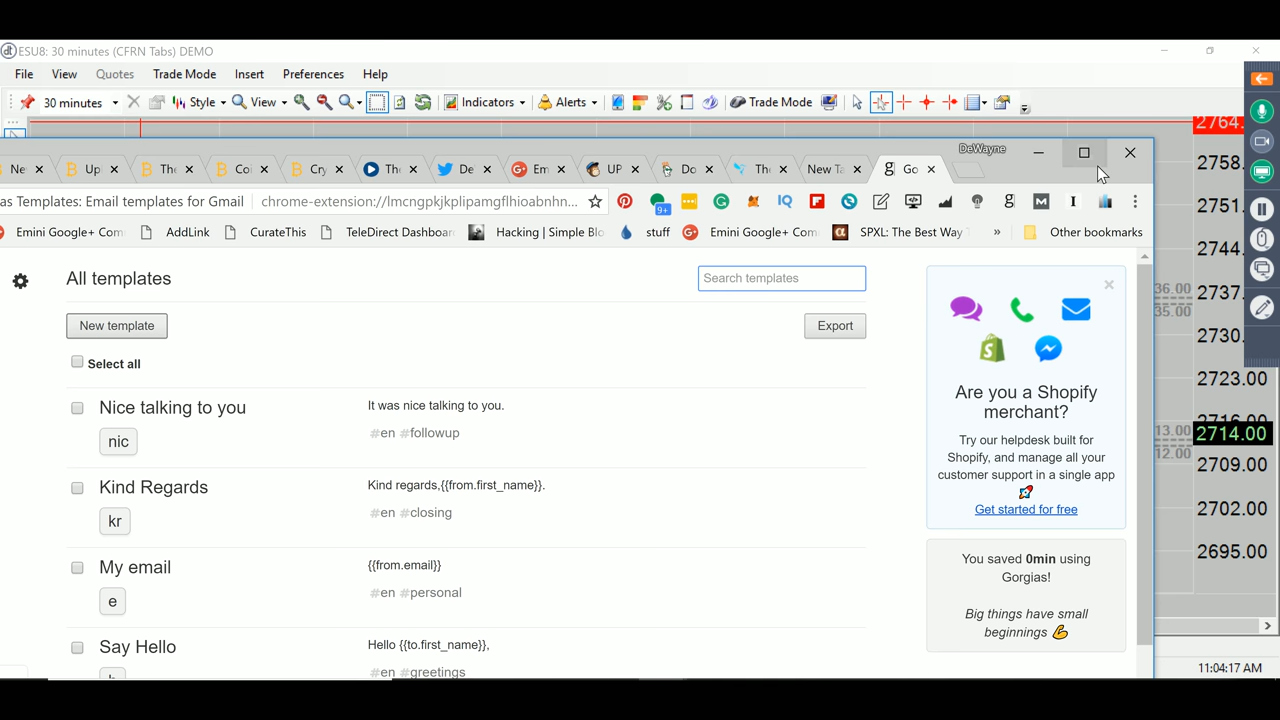 ESU8: 30 minutes (CFRN Tabs) DEMO
File View Quotes Trade Mode Insert Preferences Help
30 minutes Style View Indicators Alerts Trade Mode
2764.
DeWayne
Ne Up The Co Cry The De Em UP Do The New Ta Go
as Templates: Email templates for Gmail chrome-extension://lmcngpkjkplipamgflhioabnhn...
9+
Emini Google+ Com AddLink CurateThis TeleDirect Dashboar Hacking | Simple Blo stuff Emini Google+ Com SPXL: The Best Way » Other bookmarks
All templates
Search templates
New template
Export
Select all
Nice talking to you
It was nice talking to you.
nic
#en #followup
Kind Regards
Kind regards,{{from.first_name}}.
kr
#en #closing
My email
{{from.email}}
e
#en #personal
Say Hello
Hello {{to.first_name}},
#en #greetings
Are you a Shopify
merchant?
Try our helpdesk built for
Shopify, and manage all your
customer support in a single app
Get started for free
You saved 0min using
Gorgias!
Big things have small
beginnings 💪
2758.
2751.
2744.
2737.
36.00
35.00
2730.
2723.00
2716.00
13.00
2714.00
12.00
2709.00
2702.00
2695.00
11:04:17 AM